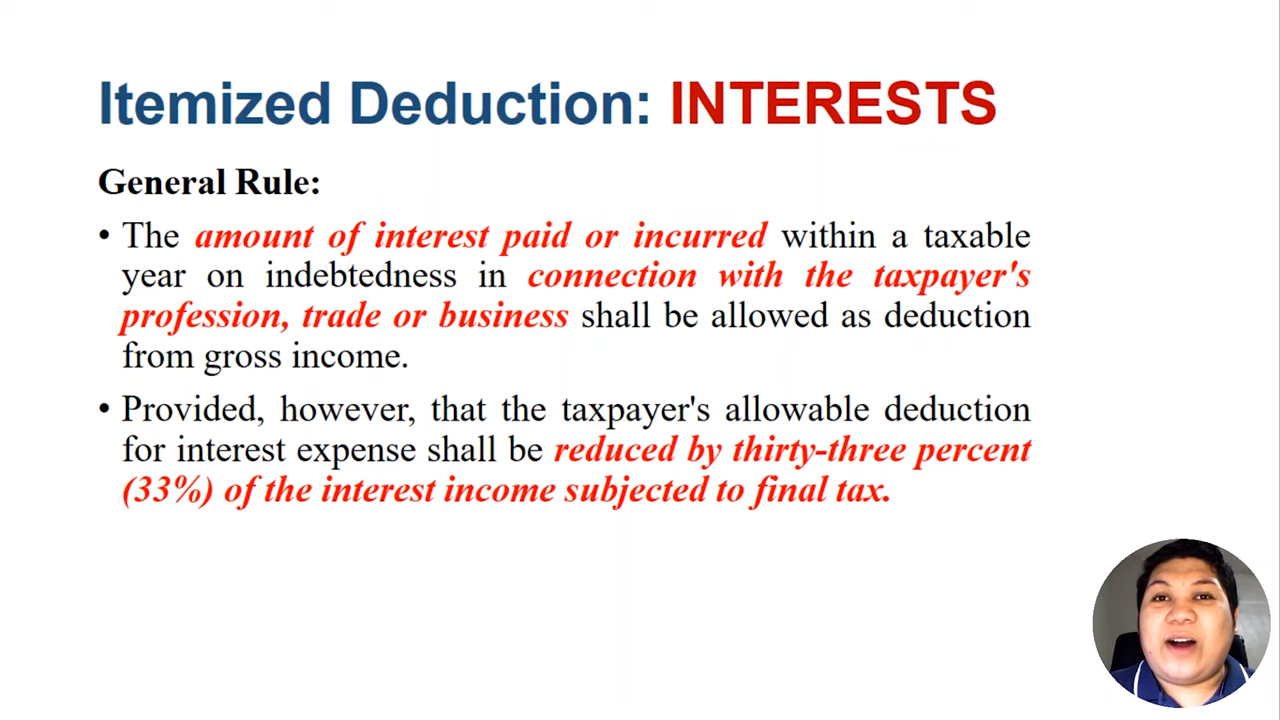 Itemized Deduction: INTERESTS
General Rule:
• The amount of interest paid or incurred within a taxable
year on indebtedness in connection with the taxpayer's
profession, trade or business shall be allowed as deduction
from gross income.
• Provided, however, that the taxpayer's allowable deduction
for interest expense shall be reduced by thirty-three percent
(33%) of the interest income subjected to final tax.